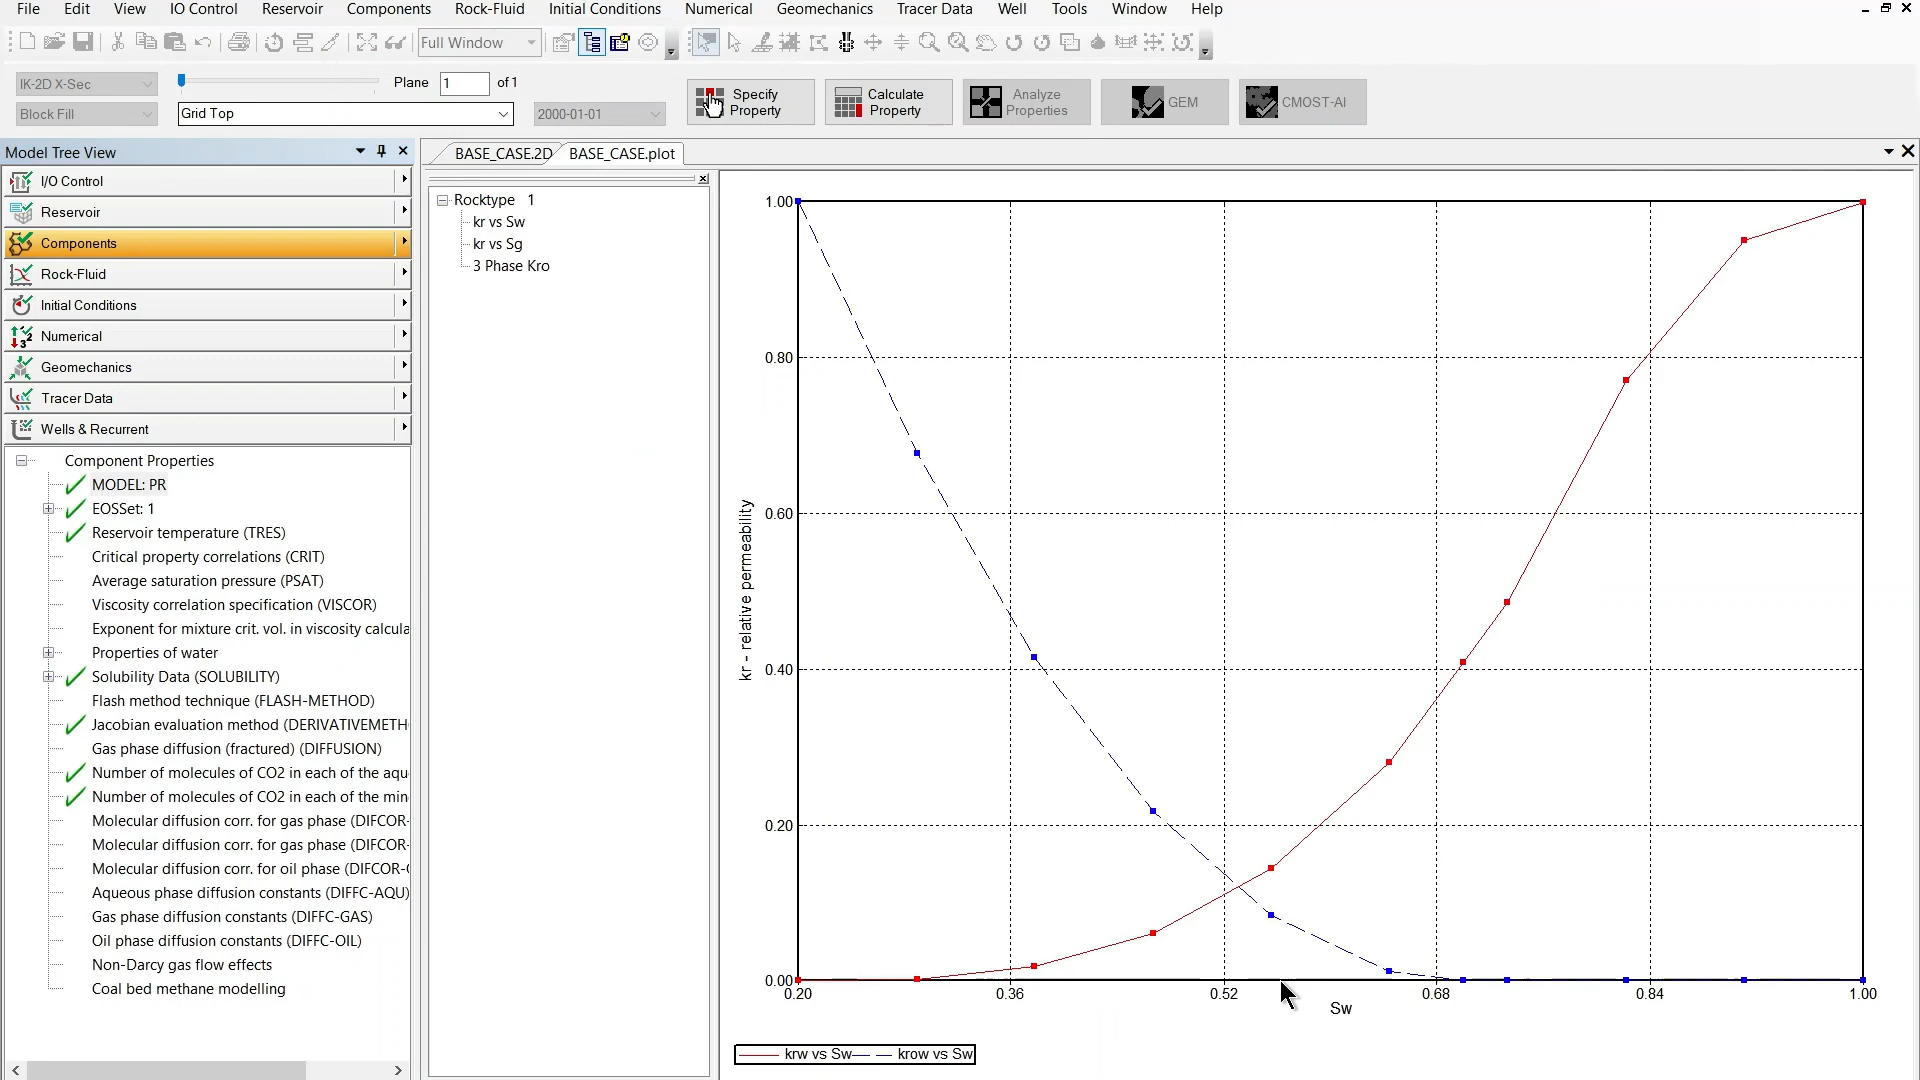 File Edit View IO Control Reservoir Components Rock-Fluid Initial Conditions Numerical Geomechanics Tracer Data Well Tools Window Help
Full Window
IK-2D X-Sec Plane 1 of 1
Block Fill Grid Top 2000-01-01
Specify Property
Calculate Property
Analyze Properties
GEM
CMOST-AI
Model Tree View
I/O Control
Reservoir
Components
Rock-Fluid
Initial Conditions
Numerical
Geomechanics
Tracer Data
Wells & Recurrent
Component Properties
MODEL: PR
EOSSet: 1
Reservoir temperature (TRES)
Critical property correlations (CRIT)
Average saturation pressure (PSAT)
Viscosity correlation specification (VISCOR)
Exponent for mixture crit. vol. in viscosity calcula
Properties of water
Solubility Data (SOLUBILITY)
Flash method technique (FLASH-METHOD)
Jacobian evaluation method (DERIVATIVEMETH
Gas phase diffusion (fractured) (DIFFUSION)
Number of molecules of CO2 in each of the aqu
Number of molecules of CO2 in each of the min
Molecular diffusion corr. for gas phase (DIFCOR-
Molecular diffusion corr. for gas phase (DIFCOR-
Molecular diffusion corr. for oil phase (DIFCOR-
Aqueous phase diffusion constants (DIFFC-AQU)
Gas phase diffusion constants (DIFFC-GAS)
Oil phase diffusion constants (DIFFC-OIL)
Non-Darcy gas flow effects
Coal bed methane modelling
BASE_CASE.2D BASE_CASE.plot
Rocktype 1
kr vs Sw
kr vs Sg
3 Phase Kro
kr - relative permeability
1.00
0.80
0.60
0.40
0.20
0.00
0.20 0.36 0.52 0.68 0.84 1.00
Sw
krw vs Sw krow vs Sw